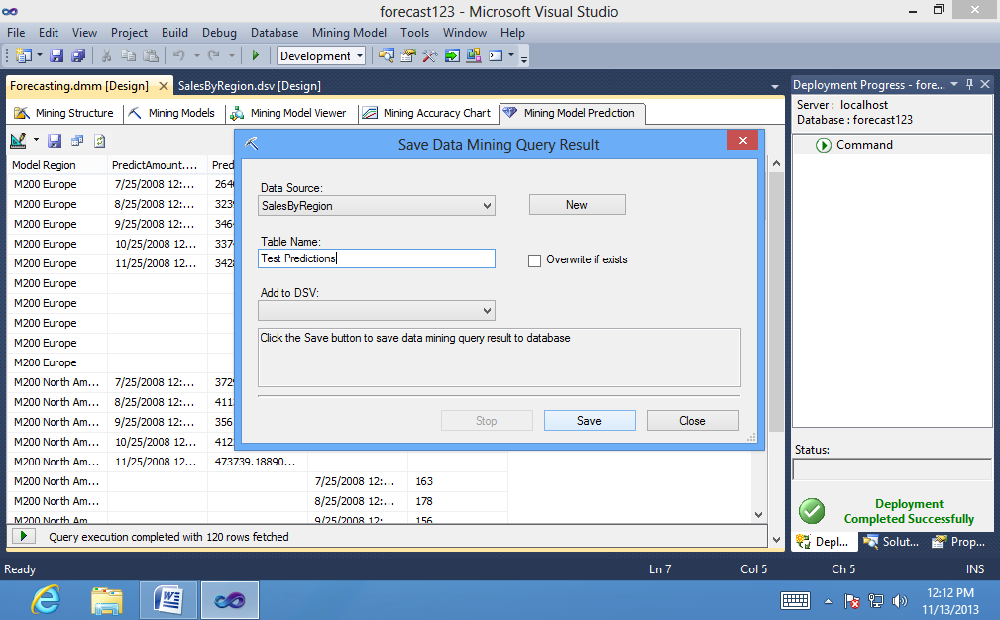 forecast123 - Microsoft Visual Studio
File Edit View Project Build Debug Database Mining Model Tools Window Help
Development
Forecasting.dmm [Design] SalesByRegion.dsv [Design]
Mining Structure Mining Models Mining Model Viewer Mining Accuracy Chart Mining Model Prediction
Model Region PredictAmount.... Pred
M200 Europe 7/25/2008 12:...
M200 Europe 8/25/2008 12:...
M200 Europe 9/25/2008 12:...
M200 Europe 10/25/2008 12...
M200 Europe 11/25/2008 12...
M200 Europe
M200 Europe
M200 Europe
M200 Europe
M200 Europe
M200 North Am... 7/25/2008 12:...
M200 North Am... 8/25/2008 12:...
M200 North Am... 9/25/2008 12:...
M200 North Am... 10/25/2008 12...
M200 North Am... 11/25/2008 12... 473739.18890...
M200 North Am... 7/25/2008 12:... 163
M200 North Am... 8/25/2008 12:... 178
M200 North Am 9/25/2008 12: 156
Query execution completed with 120 rows fetched
Save Data Mining Query Result
Data Source:
SalesByRegion New
Table Name:
Test Predictions Overwrite if exists
Add to DSV:
Click the Save button to save data mining query result to database
Stop Save Close
Deployment Progress - fore...
Server : localhost
Database : forecast123
Command
Status:
Deployment
Completed Successfully
Depl... Solut... Prop...
Ready Ln 7 Col 5 Ch 5 INS
12:12 PM
11/13/2013